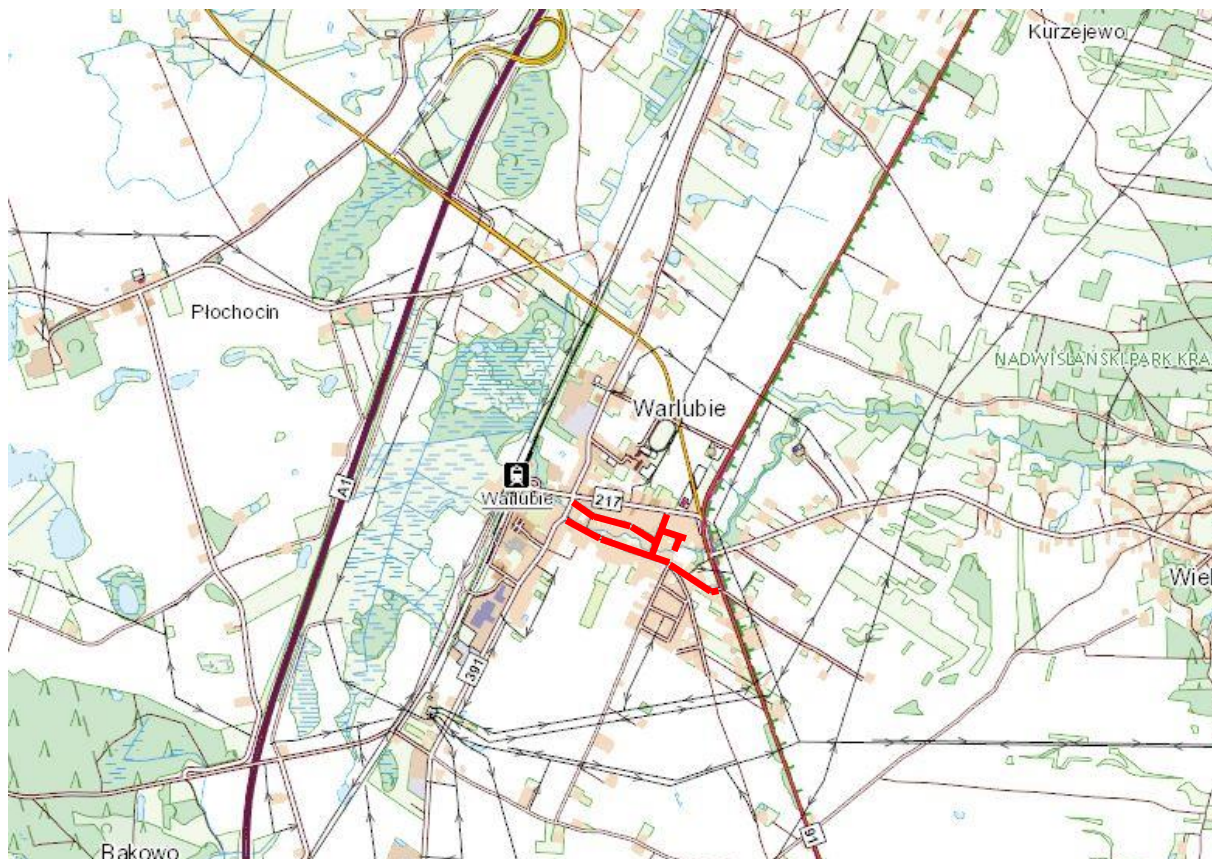 Kurzejewo
Płochocin
NADWIŚLAŃSKI PARK KRA
Warlubie
A1
Warlubie
217
Wiel
391
91
Bąkowo